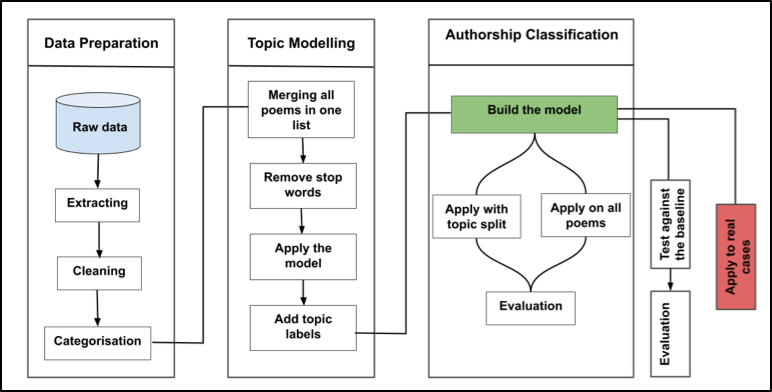 Data Preparation
Raw data
Extracting
Cleaning
Categorisation
Topic Modelling
Merging all
poems in one
list
Remove stop
words
Apply the
model
Add topic
labels
Authorship Classification
Build the model
Apply with
topic split
Apply on all
poems
Evaluation
Test against
the baseline
Evaluation
Apply to real
cases